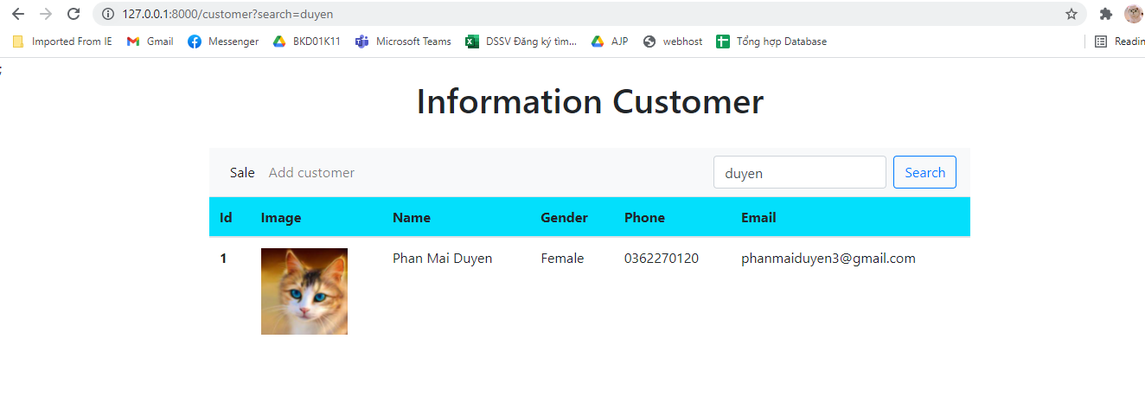 127.0.0.1:8000/customer?search=duyen
Imported From IE Gmail Messenger BKD01K11 Microsoft Teams DSSV Đăng ký tìm... AJP webhost Tổng hợp Database Readin
;
Information Customer
Sale Add customer duyen Search
Id Image Name Gender Phone Email
1 Phan Mai Duyen Female 0362270120 phanmaiduyen3@gmail.com